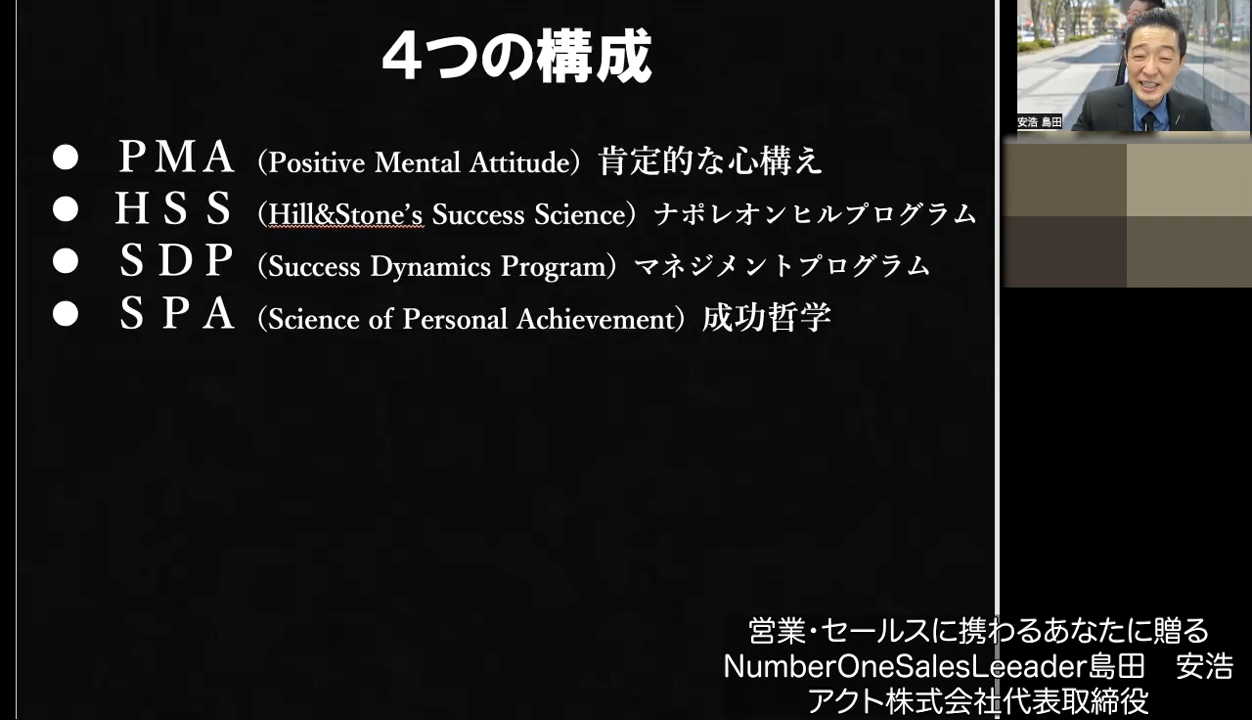 4つの構成
● PMA (Positive Mental Attitude) 肯定的な心構え
● HSS (Hill&Stone's Success Science) ナポレオンヒルプログラム
● SDP (Success Dynamics Program) マネジメントプログラム
● SPA (Science of Personal Achievement) 成功哲学
安浩 島田
営業・セールスに携わるあなたに贈る
NumberOneSalesLeeader島田　安浩
アクト株式会社代表取締役